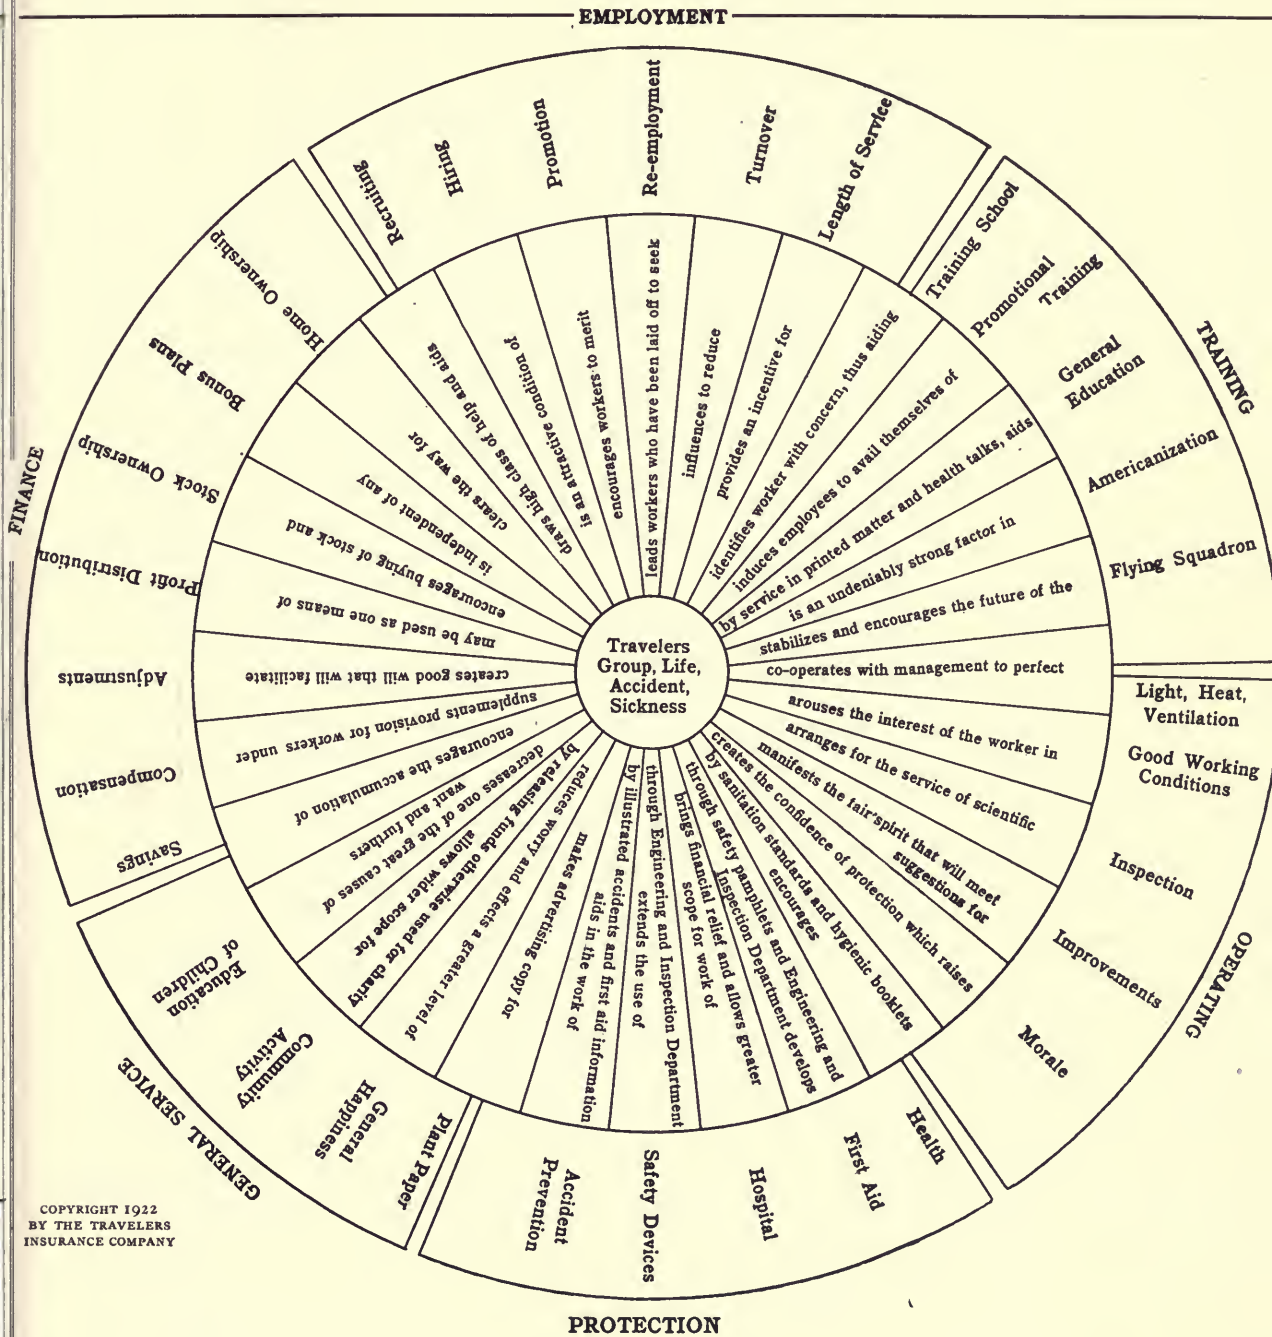 EMPLOYMENT
Recruiting
Hiring
Promotion
Re-employment
Turnover
Length of Service
TRAINING
Training School
Promotional
Training
General
Education
Americanization
Flying Squadron
OPERATING
Light, Heat,
Ventilation
Good Working
Conditions
Inspection
Improvements
Morale
PROTECTION
Health
First Aid
Hospital
Safety Devices
Accident
Prevention
GENERAL SERVICE
Plant Paper
General
Happiness
Community
Activity
Education
of Children
FINANCE
Savings
Compensation
Adjustments
Profit Distribution
Stock Ownership
Bonus Plans
Home Ownership
draws high class of help and aids
is an attractive condition of
encourages workers to merit
leads workers who have been laid off to seek
influences to reduce
provides an incentive for
identifies worker with concern, thus aiding
induces employees to avail themselves of
by service in printed matter and health talks, aids
is an undeniably strong factor in
stabilizes and encourages the future of the
co-operates with management to perfect
arouses the interest of the worker in
arranges for the service of scientific
manifests the fair spirit that will meet
suggestions for
creates the confidence of protection which raises
by sanitation standards and hygienic booklets
encourages
through safety pamphlets and Engineering and
Inspection Department develops
brings financial relief and allows greater
scope for work of
through Engineering and Inspection Department
extends the use of
by illustrated accidents and first aid information
aids in the work of
makes advertising copy for
reduces worry and effects a greater level of
by releasing funds otherwise used for charity
allows wider scope for
decreases one of the great causes of
want and furthers
encourages the accumulation of
supplements provision for workers under
creates good will that will facilitate
may be used as one means of
encourages buying of stock and
is independent of any
clears the way for
Travelers
Group, Life,
Accident,
Sickness
COPYRIGHT 1922
BY THE TRAVELERS
INSURANCE COMPANY